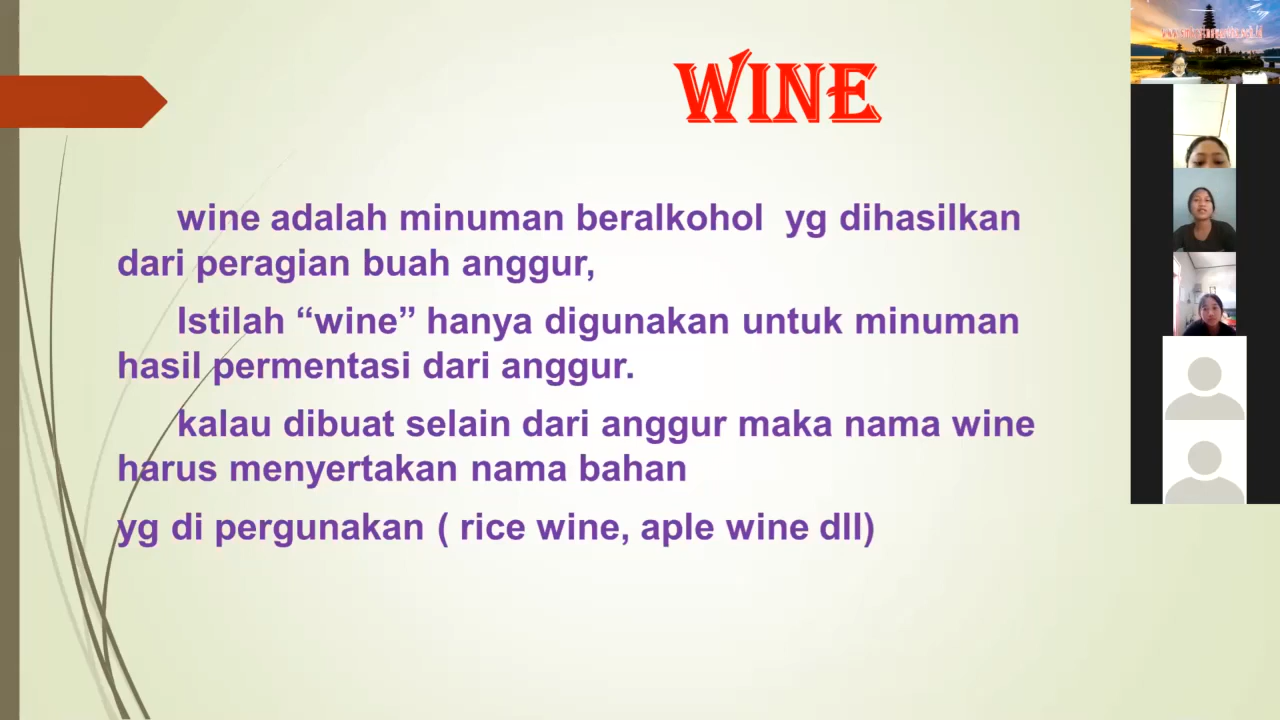 WINE
wine adalah minuman beralkohol yg dihasilkan
dari peragian buah anggur,
Istilah “wine” hanya digunakan untuk minuman
hasil permentasi dari anggur.
kalau dibuat selain dari anggur maka nama wine
harus menyertakan nama bahan
yg di pergunakan ( rice wine, aple wine dll)